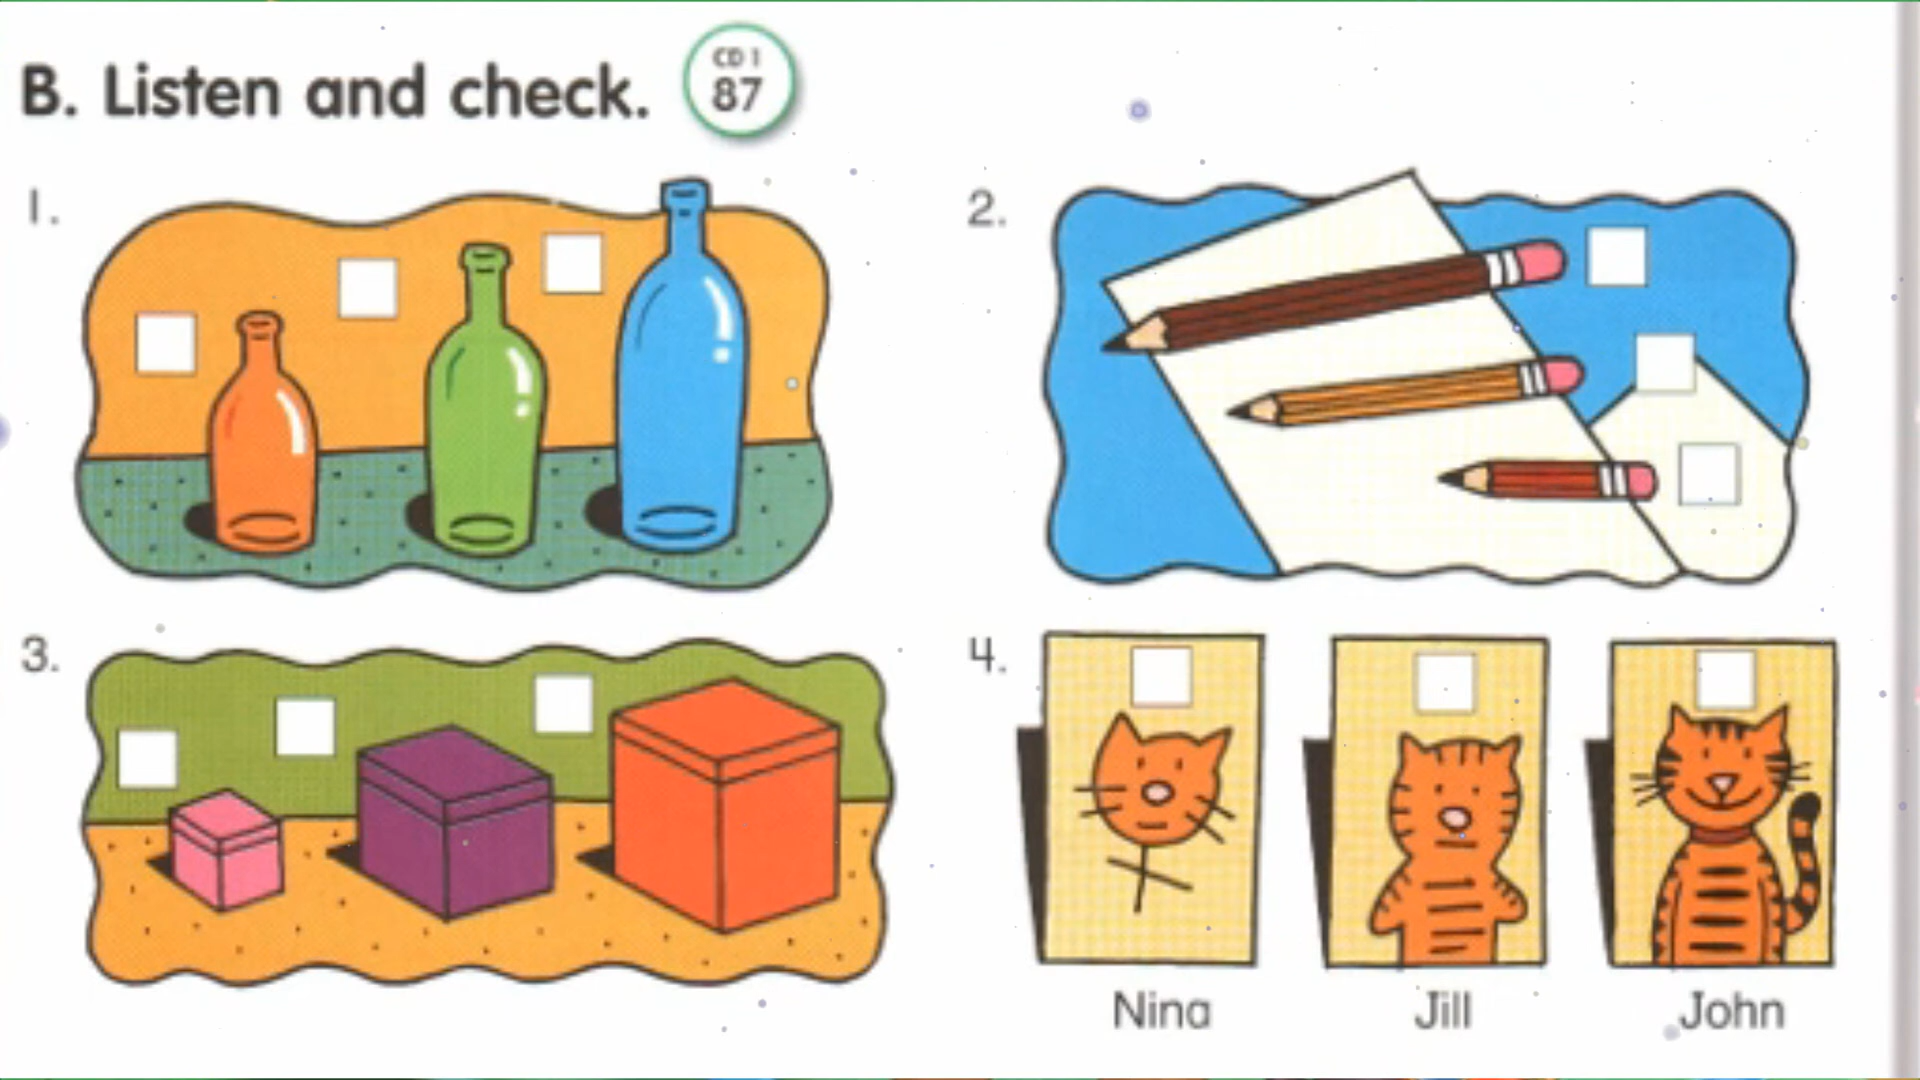 B. Listen and check.
CD 1
87
1.
2.
3.
4.
Nina
Jill
John